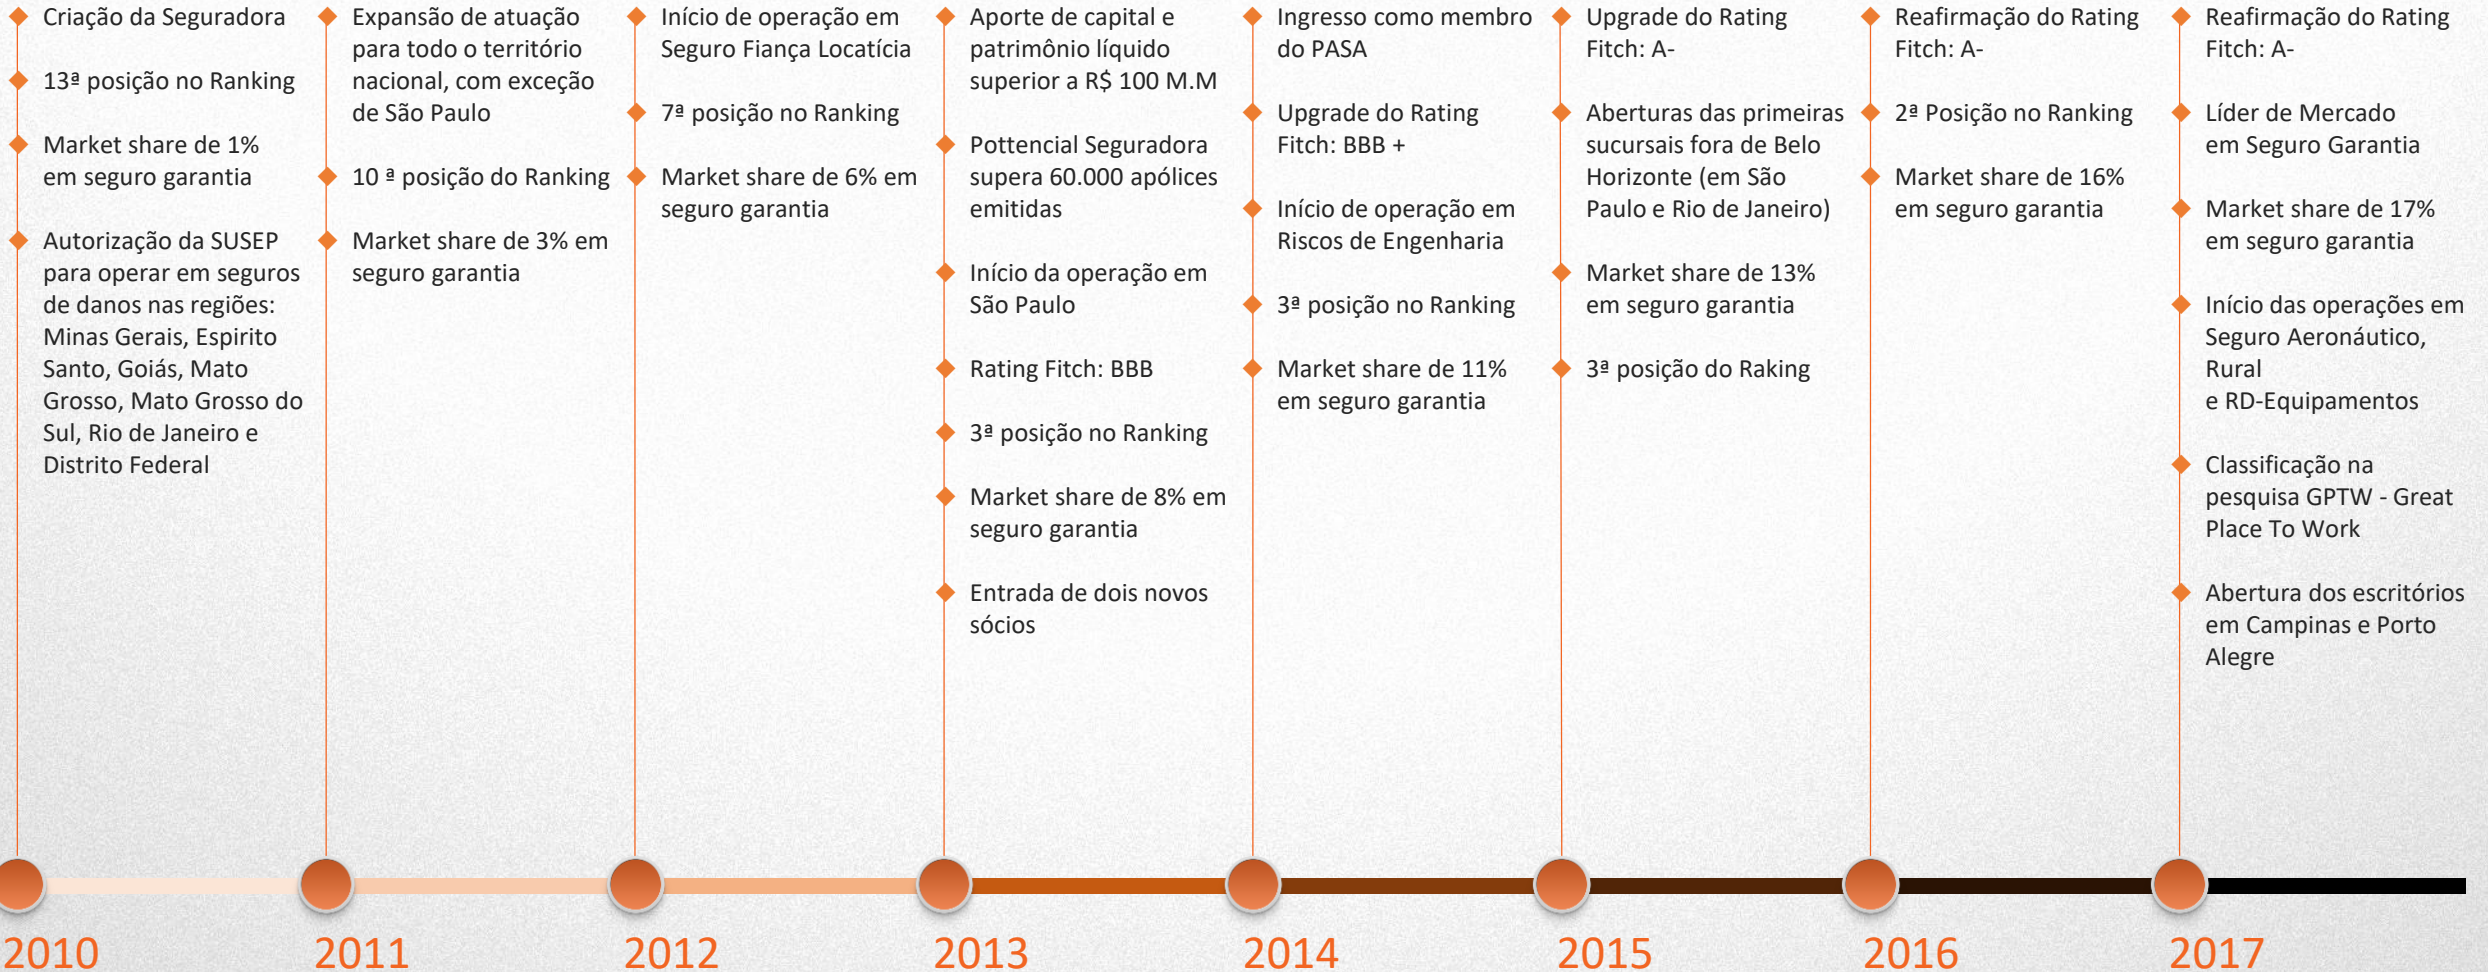 Criação da Seguradora
13ª posição no Ranking
Market share de 1%
em seguro garantia
Autorização da SUSEP
para operar em seguros
de danos nas regiões:
Minas Gerais, Espirito
Santo, Goiás, Mato
Grosso, Mato Grosso do
Sul, Rio de Janeiro e
Distrito Federal
2010
Expansão de atuação
para todo o território
nacional, com exceção
de São Paulo
10 ª posição do Ranking
Market share de 3% em
seguro garantia
2011
Início de operação em
Seguro Fiança Locatícia
7ª posição no Ranking
Market share de 6% em
seguro garantia
2012
Aporte de capital e
patrimônio líquido
superior a R$ 100 M.M
Pottencial Seguradora
supera 60.000 apólices
emitidas
Início da operação em
São Paulo
Rating Fitch: BBB
3ª posição no Ranking
Market share de 8% em
seguro garantia
Entrada de dois novos
sócios
2013
Ingresso como membro
do PASA
Upgrade do Rating
Fitch: BBB +
Início de operação em
Riscos de Engenharia
3ª posição no Ranking
Market share de 11%
em seguro garantia
2014
Upgrade do Rating
Fitch: A-
Aberturas das primeiras
sucursais fora de Belo
Horizonte (em São
Paulo e Rio de Janeiro)
Market share de 13%
em seguro garantia
3ª posição do Raking
2015
Reafirmação do Rating
Fitch: A-
2ª Posição no Ranking
Market share de 16%
em seguro garantia
2016
Reafirmação do Rating
Fitch: A-
Líder de Mercado
em Seguro Garantia
Market share de 17%
em seguro garantia
Início das operações em
Seguro Aeronáutico,
Rural
e RD-Equipamentos
Classificação na
pesquisa GPTW - Great
Place To Work
Abertura dos escritórios
em Campinas e Porto
Alegre
2017